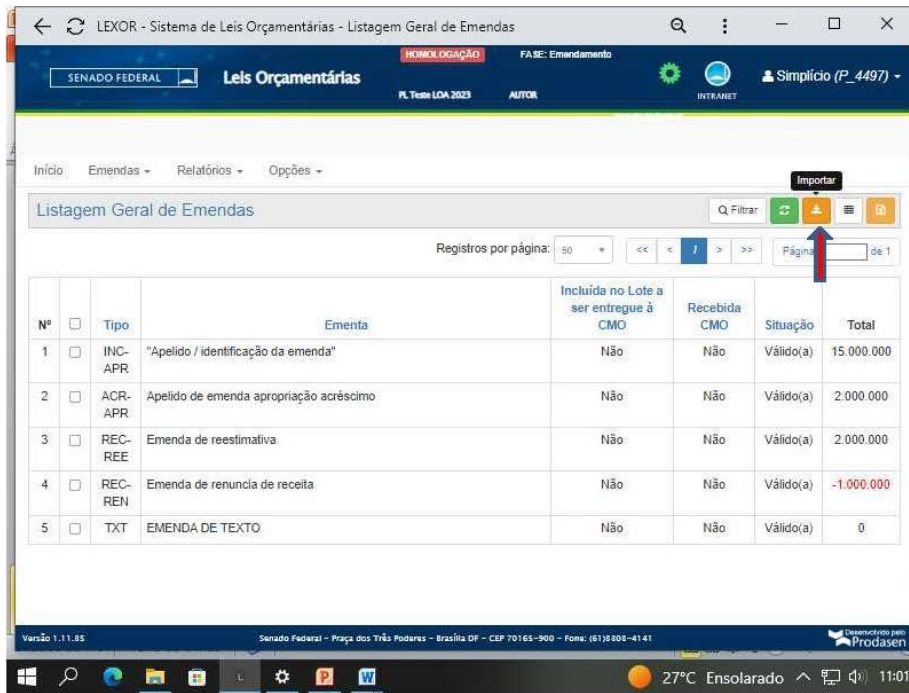 LEXOR - Sistema de Leis Orçamentárias - Listagem Geral de Emendas
HOMOLOGAÇÃO
FASE: Emendamento
SENADO FEDERAL
Leis Orçamentárias
PL Teste LOA 2023
AUTOR
INTRANET
Simplício (P_4497)
Início
Emendas
Relatórios
Opções
Importar
Listagem Geral de Emendas
Filtrar
Registros por página: 50 << < 1 > >> Página de 1
Nº Tipo Ementa Incluída no Lote a ser entregue à CMO Recebida CMO Situação Total
1 INC-APR "Apelido / identificação da emenda" Não Não Válido(a) 15.000.000
2 ACR-APR Apelido de emenda apropriação acréscimo Não Não Válido(a) 2.000.000
3 REC-REE Emenda de reestimativa Não Não Válido(a) 2.000.000
4 REC-REN Emenda de renuncia de receita Não Não Válido(a) -1.000.000
5 TXT EMENDA DE TEXTO Não Não Válido(a) 0
Versão 1.11.85
Senado Federal - Praça dos Três Poderes - Brasília DF - CEP 70165-900 - Fone: (61)3303-4141
Desenvolvido pelo
Prodasen
27°C Ensolarado 11:01